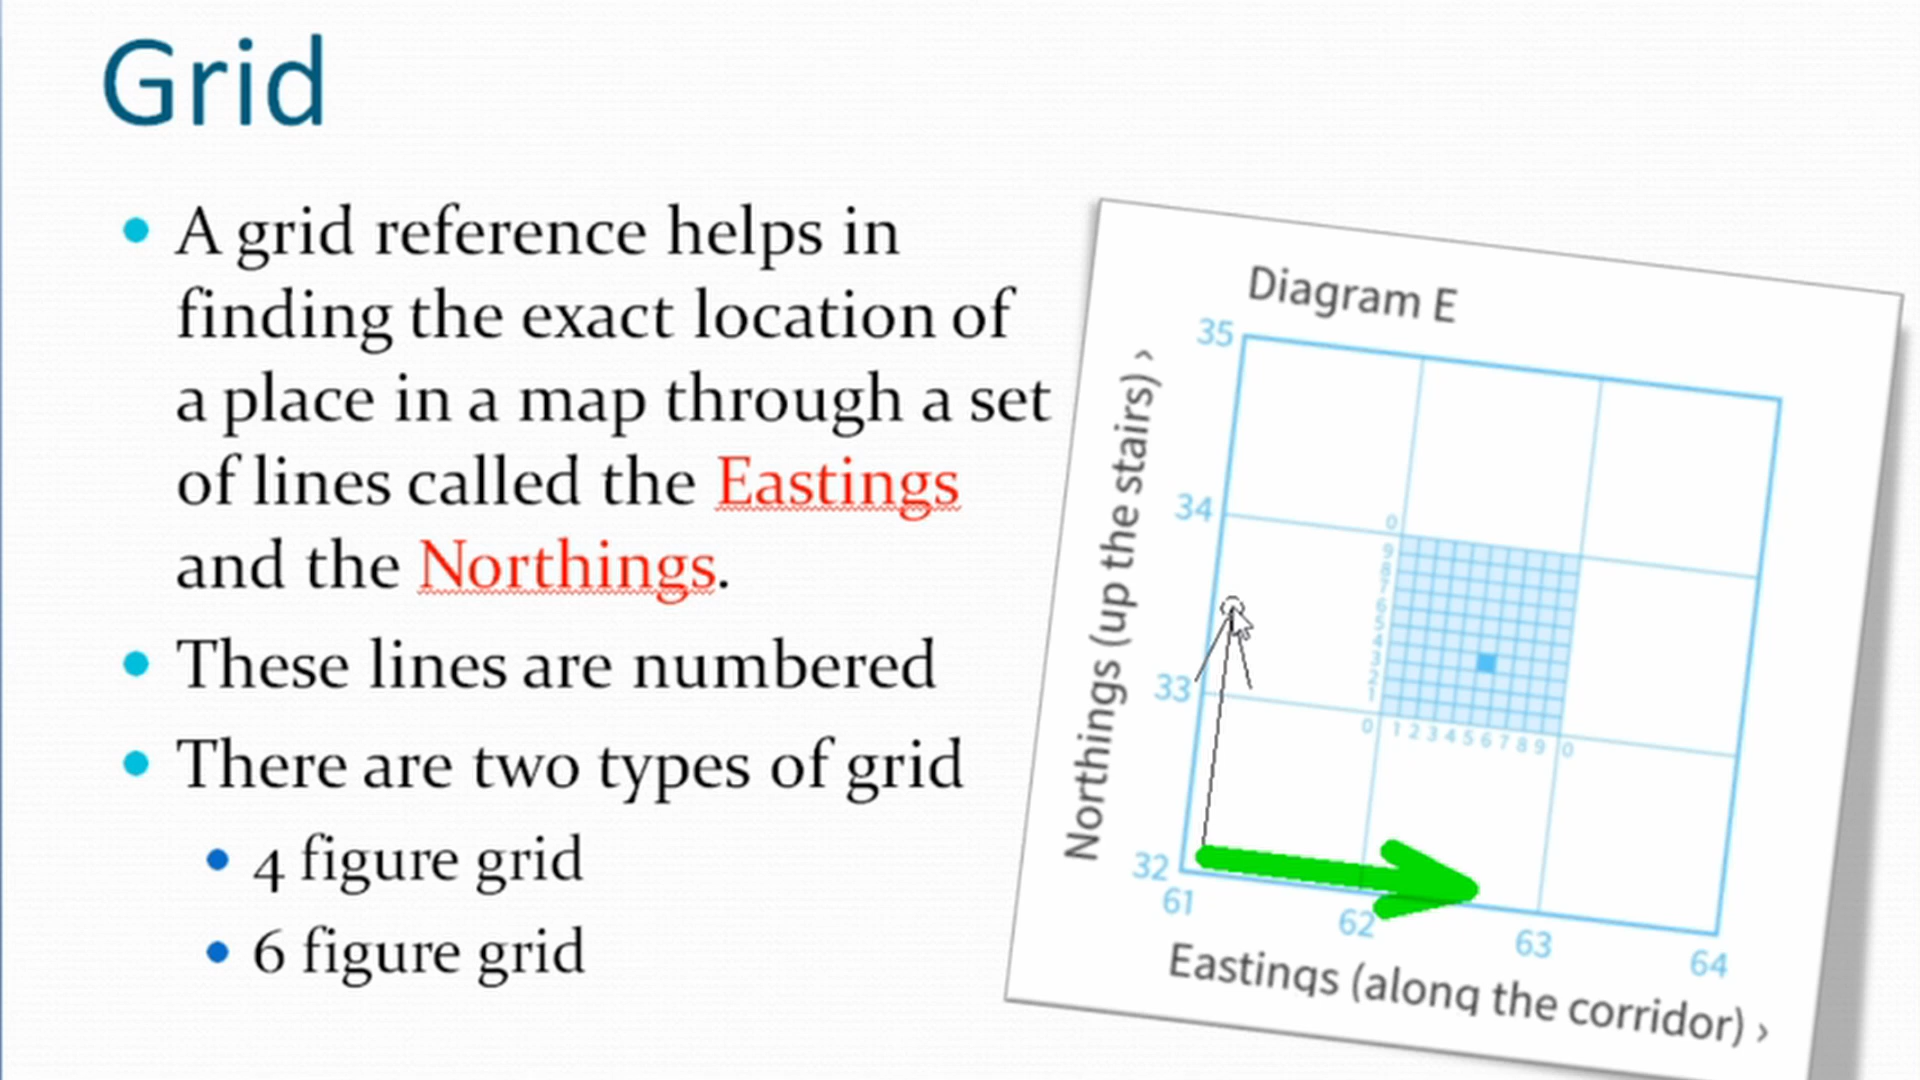 Grid
A grid reference helps in
finding the exact location of
a place in a map through a set
of lines called the Eastings
and the Northings.
These lines are numbered
There are two types of grid
4 figure grid
6 figure grid
Diagram E
Northings (up the stairs) ›
35
34
33
32
0
9
8
7
6
5
4
3
2
1
0 1 2 3 4 5 6 7 8 9 0
61 62 63 64
Eastings (along the corridor) ›